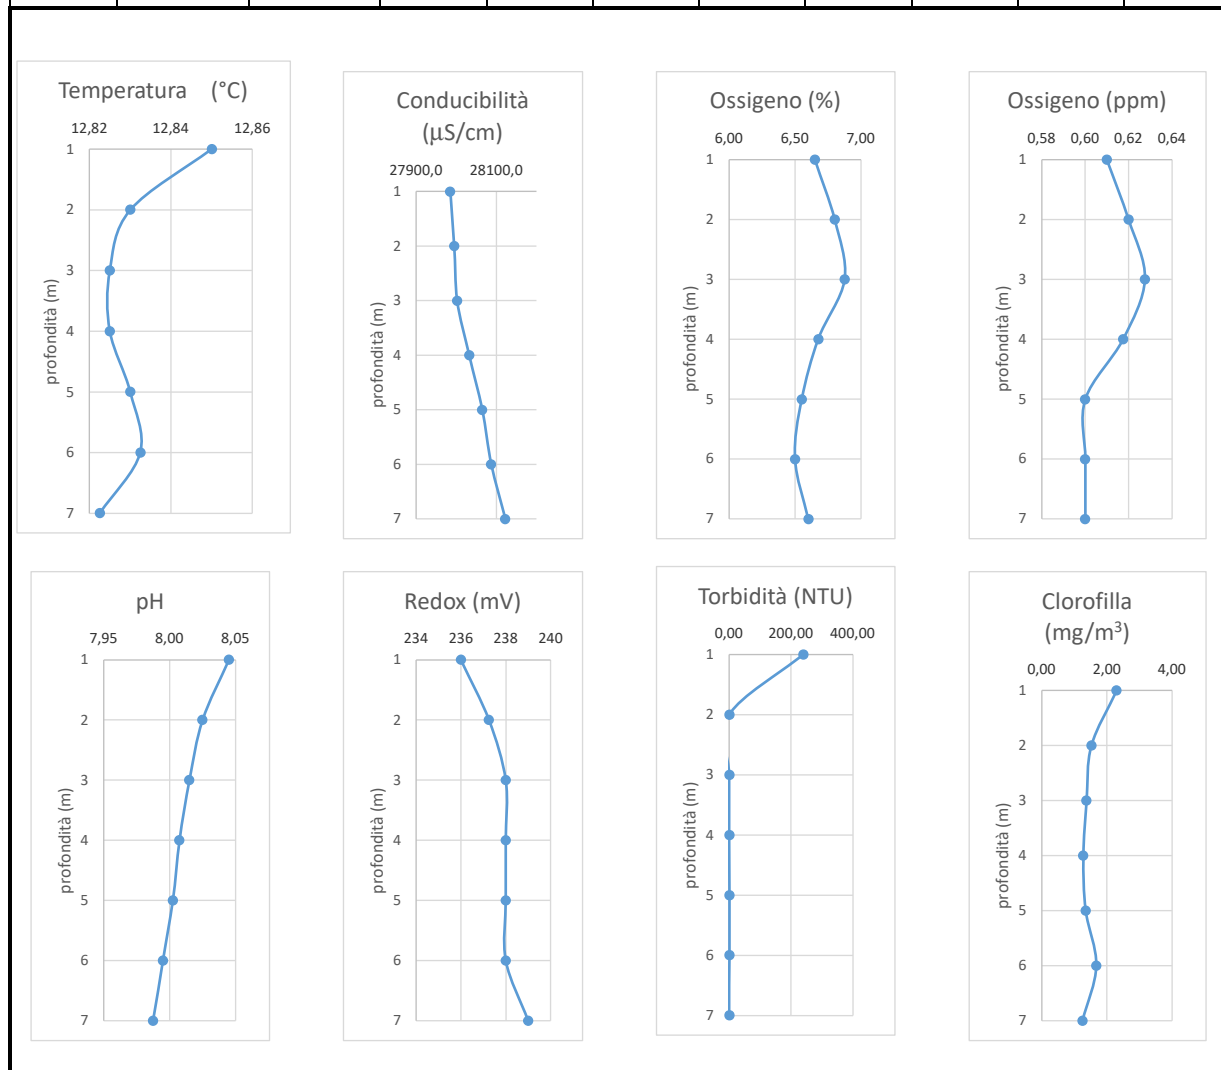 Temperatura (°C)
12,82 12,84 12,86
1
2
3
4
5
6
7
profondità (m)
Conducibilità
(μS/cm)
27900,0 28100,0
1
2
3
4
5
6
7
profondità (m)
Ossigeno (%)
6,00 6,50 7,00
1
2
3
4
5
6
7
profondità (m)
Ossigeno (ppm)
0,58 0,60 0,62 0,64
1
2
3
4
5
6
7
profondità (m)
pH
7,95 8,00 8,05
1
2
3
4
5
6
7
profondità (m)
Redox (mV)
234 236 238 240
1
2
3
4
5
6
7
profondità (m)
Torbidità (NTU)
0,00 200,00 400,00
1
2
3
4
5
6
7
profondità (m)
Clorofilla
(mg/m³)
0,00 2,00 4,00
1
2
3
4
5
6
7
profondità (m)